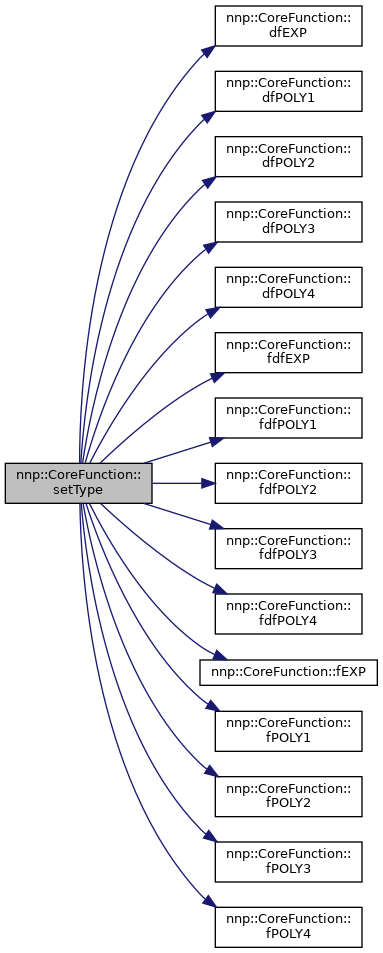 nnp::CoreFunction::
dfEXP
nnp::CoreFunction::
dfPOLY1
nnp::CoreFunction::
dfPOLY2
nnp::CoreFunction::
dfPOLY3
nnp::CoreFunction::
dfPOLY4
nnp::CoreFunction::
fdfEXP
nnp::CoreFunction::
fdfPOLY1
nnp::CoreFunction::
setType
nnp::CoreFunction::
fdfPOLY2
nnp::CoreFunction::
fdfPOLY3
nnp::CoreFunction::
fdfPOLY4
nnp::CoreFunction::fEXP
nnp::CoreFunction::
fPOLY1
nnp::CoreFunction::
fPOLY2
nnp::CoreFunction::
fPOLY3
nnp::CoreFunction::
fPOLY4